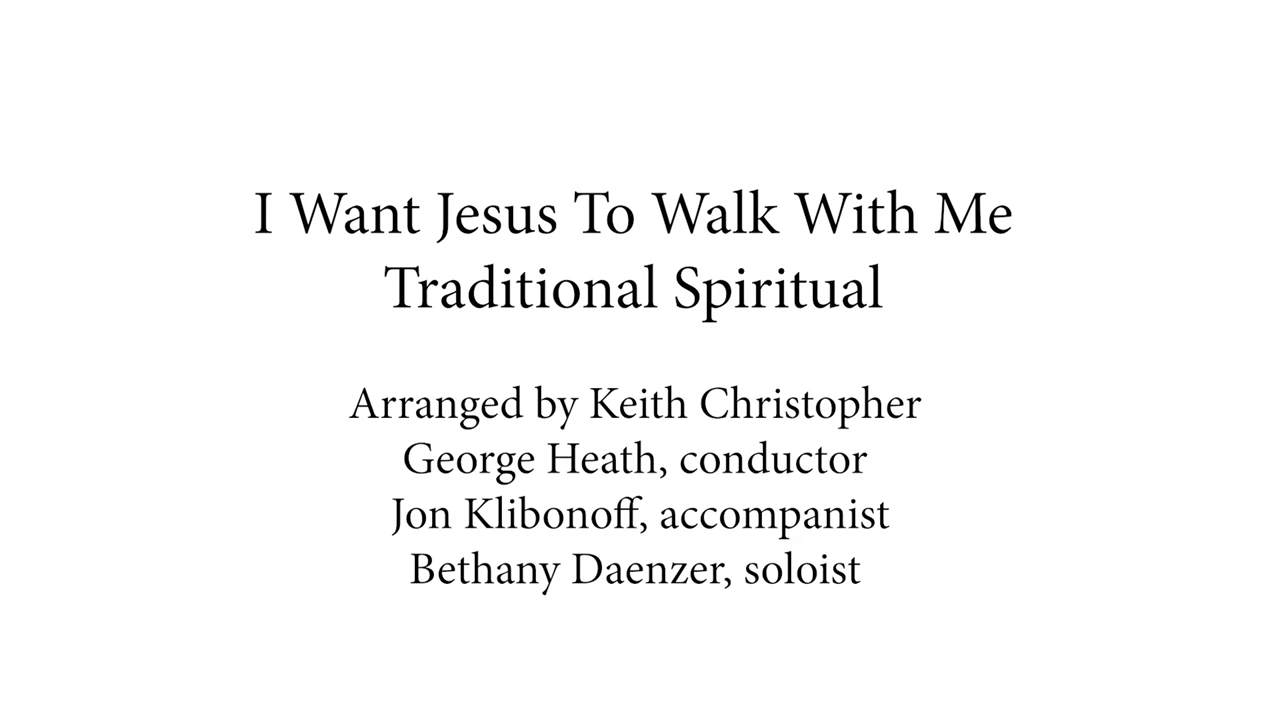 I Want Jesus To Walk With Me
Traditional Spiritual
Arranged by Keith Christopher
George Heath, conductor
Jon Klibonoff, accompanist
Bethany Daenzer, soloist